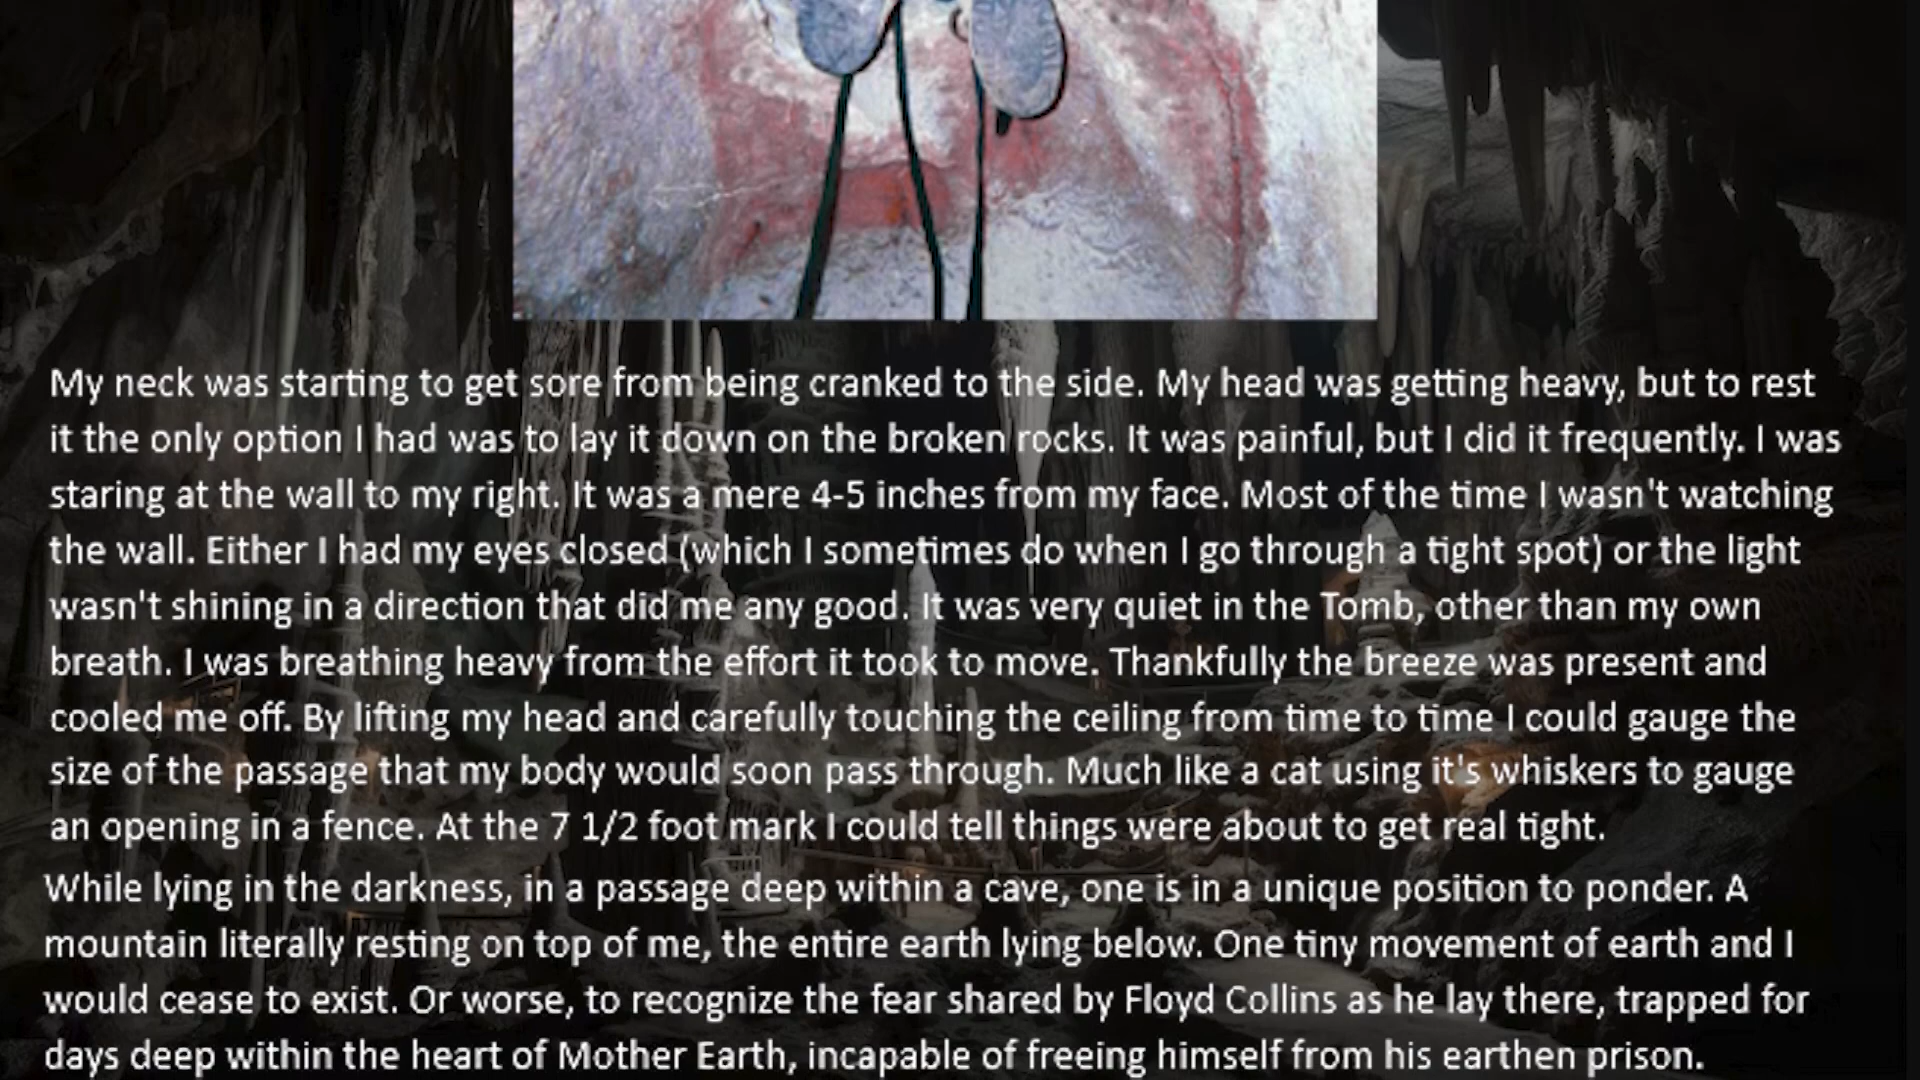 My neck was starting to get sore from being cranked to the side. My head was getting heavy, but to rest
it the only option I had was to lay it down on the broken rocks. It was painful, but I did it frequently. I was
staring at the wall to my right. It was a mere 4-5 inches from my face. Most of the time I wasn't watching
the wall. Either I had my eyes closed (which I sometimes do when I go through a tight spot) or the light
wasn't shining in a direction that did me any good. It was very quiet in the Tomb, other than my own
breath. I was breathing heavy from the effort it took to move. Thankfully the breeze was present and
cooled me off. By lifting my head and carefully touching the ceiling from time to time I could gauge the
size of the passage that my body would soon pass through. Much like a cat using it's whiskers to gauge
an opening in a fence. At the 7 1/2 foot mark I could tell things were about to get real tight.
While lying in the darkness, in a passage deep within a cave, one is in a unique position to ponder. A
mountain literally resting on top of me, the entire earth lying below. One tiny movement of earth and I
would cease to exist. Or worse, to recognize the fear shared by Floyd Collins as he lay there, trapped for
days deep within the heart of Mother Earth, incapable of freeing himself from his earthen prison.